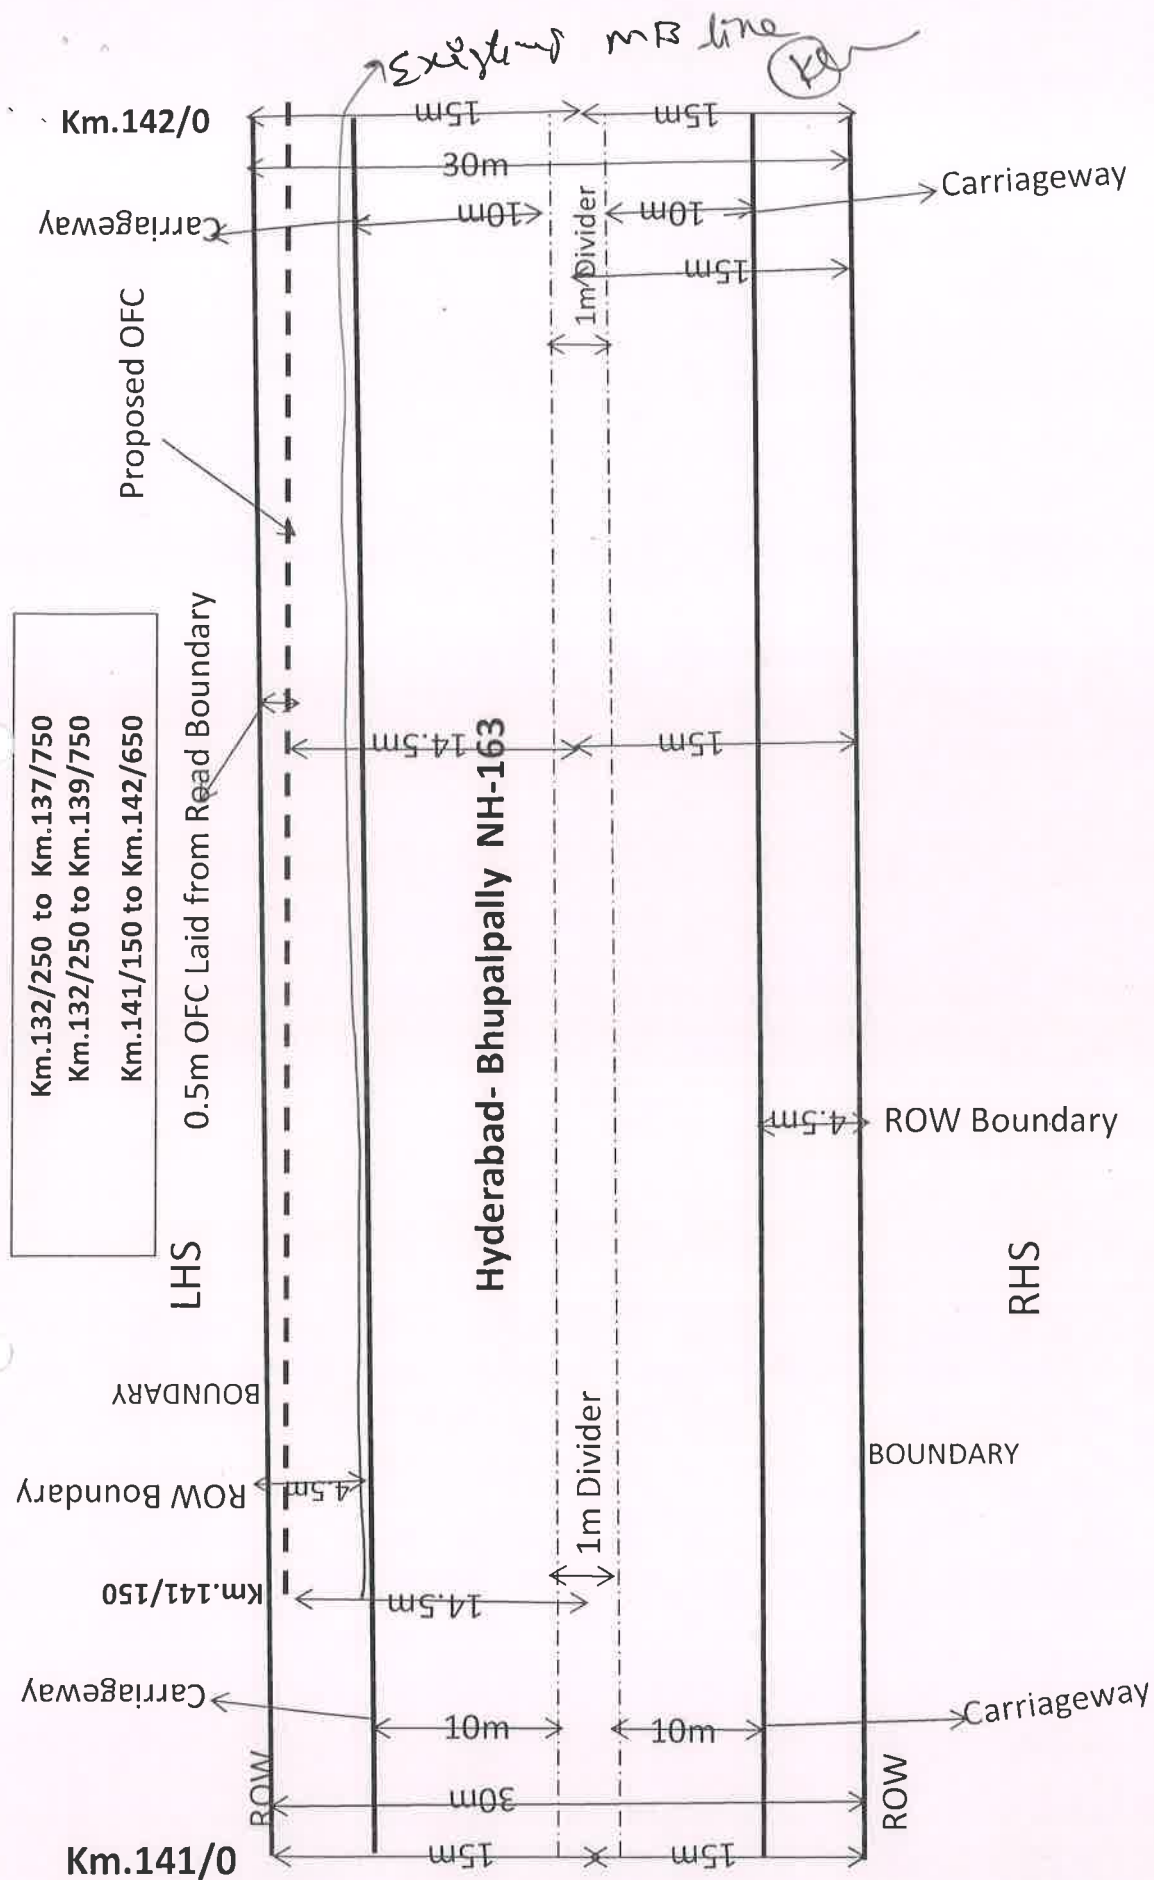 Existing MB line
Km.142/0
15m
15m
30m
Carriageway
Carriageway
10m
1m Divider
10m
15m
Proposed OFC
Km.132/250 to Km.137/750
Km.132/250 to Km.139/750
Km.141/150 to Km.142/650
0.5m OFC Laid from Road Boundary
14.5m
15m
Hyderabad- Bhupalpally NH-163
4.5m
ROW Boundary
LHS
RHS
BOUNDARY
BOUNDARY
ROW Boundary
4.5m
1m Divider
Km.141/150
14.5m
Carriageway
10m
10m
Carriageway
ROW
30m
ROW
Km.141/0
15m
15m